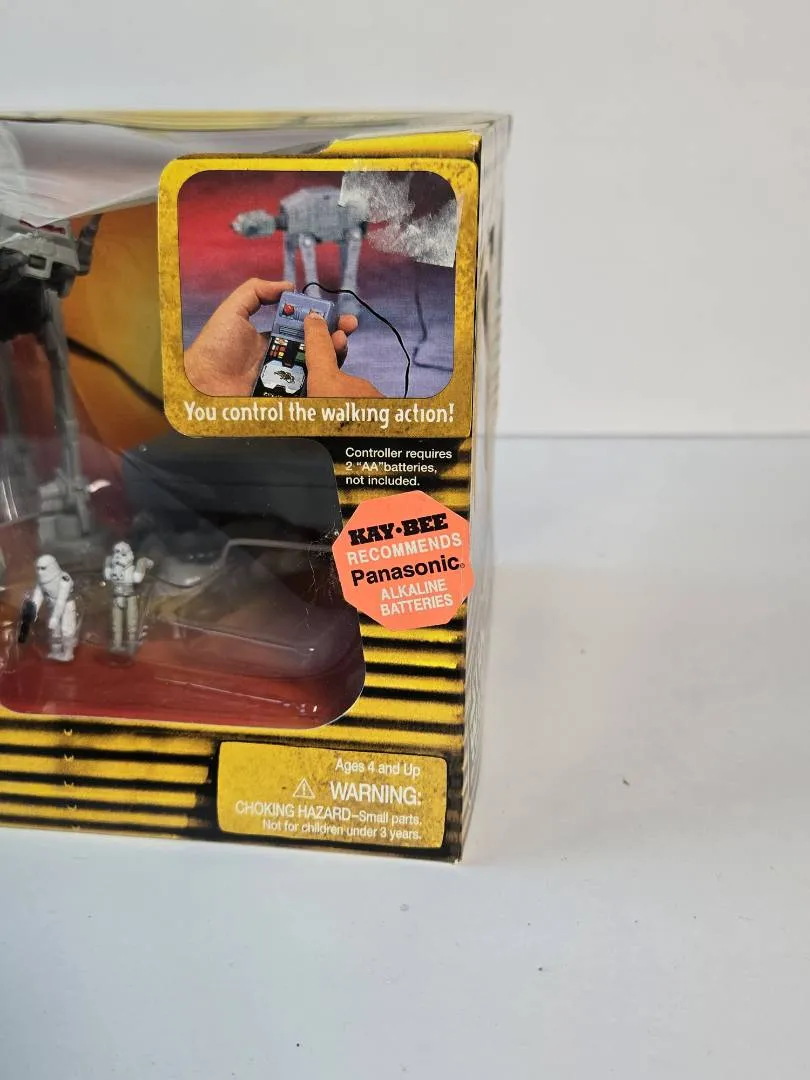 You control the walking action!
Controller requires
2 "AA"batteries,
not included.
KAY•BEE
RECOMMENDS
Panasonic®
ALKALINE
BATTERIES
Ages 4 and Up
⚠ WARNING:
CHOKING HAZARD–Small parts.
Not for children under 3 years.